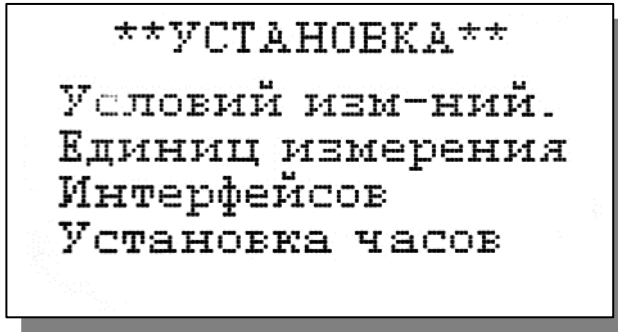 **УСТАНОВКА**
Условий изм-ний.
Единиц измерения
Интерфейсов
Установка часов